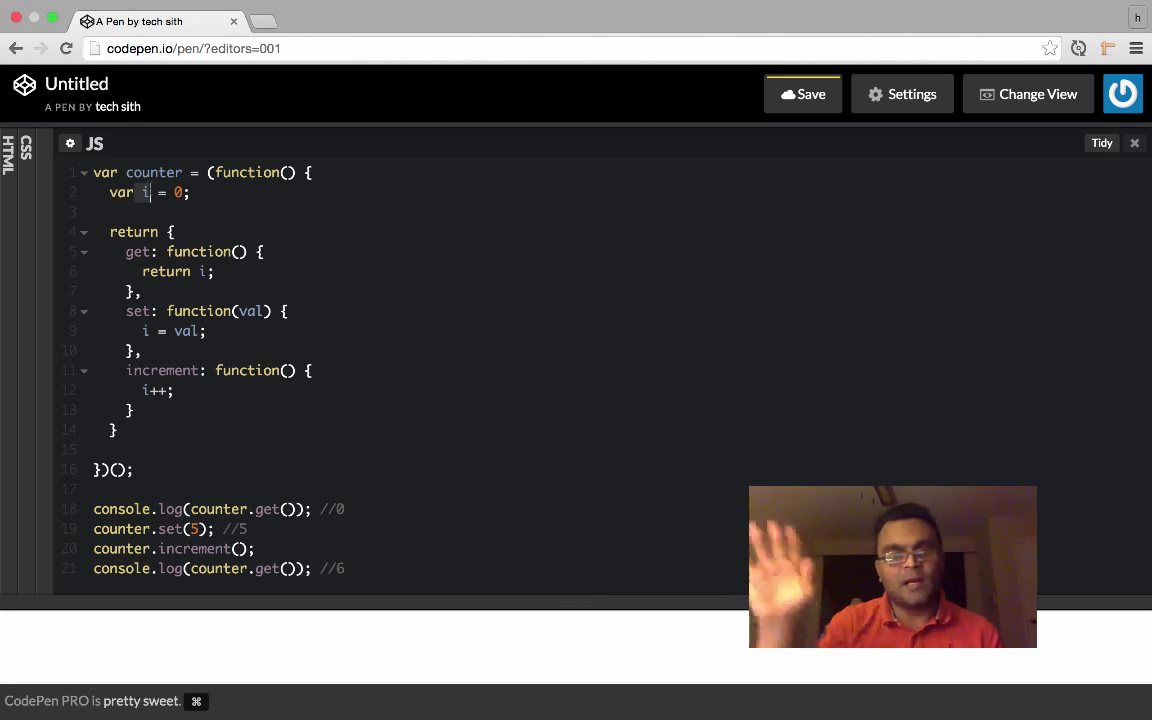 A Pen by tech sith
h
codepen.io/pen/?editors=001
Untitled
A PEN BY tech sith
Save
Settings
Change View
HTML
CSS
JS
Tidy
1 var counter = (function() {
2 var i = 0;
3
4 return {
5 get: function() {
6 return i;
7 },
8 set: function(val) {
9 i = val;
10 },
11 increment: function() {
12 i++;
13 }
14 }
15
16 })();
17
18 console.log(counter.get()); //0
19 counter.set(5); //5
20 counter.increment();
21 console.log(counter.get()); //6
CodePen PRO is pretty sweet. ⌘